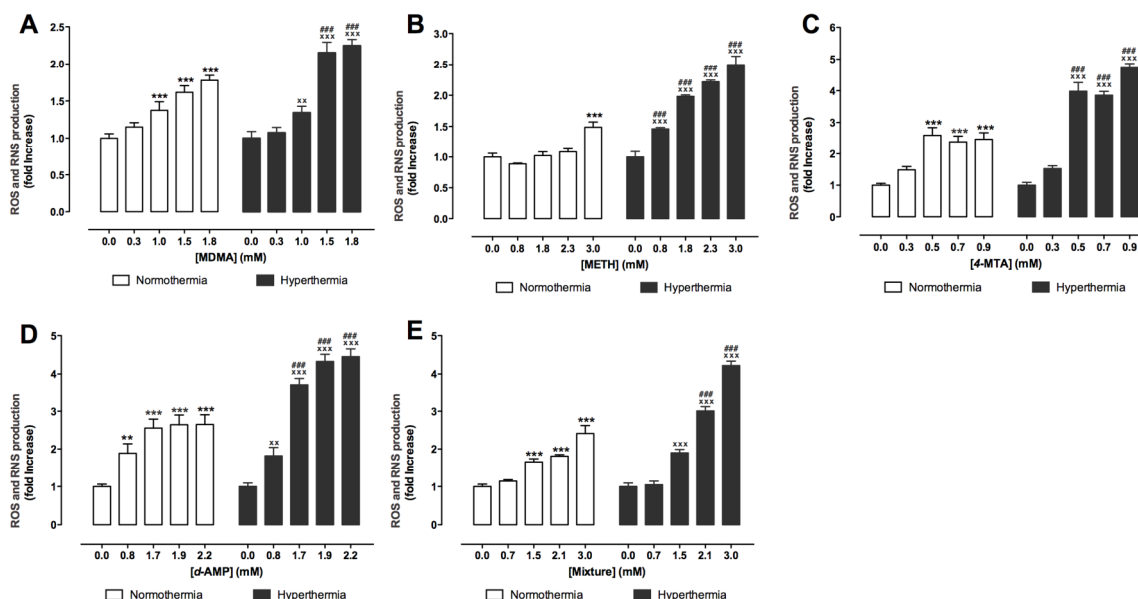 A
ROS and RNS production
(fold Increase)
2.5
2.0
1.5
1.0
0.5
0.0
*** *** ***
xx
### ###
xxx xxx
0.0 0.3 1.0 1.5 1.8 0.0 0.3 1.0 1.5 1.8
[MDMA] (mM)
Normothermia Hyperthermia
B
ROS and RNS production
(fold Increase)
3.0
2.5
2.0
1.5
1.0
0.5
0.0
***
### ### ### ###
xxx xxx xxx xxx
0.0 0.8 1.8 2.3 3.0 0.0 0.8 1.8 2.3 3.0
[METH] (mM)
Normothermia Hyperthermia
C
ROS and RNS production
(fold Increase)
6
5
4
3
2
1
0
*** *** ***
### ### ###
xxx xxx xxx
0.0 0.3 0.5 0.7 0.9 0.0 0.3 0.5 0.7 0.9
[4-MTA] (mM)
Normothermia Hyperthermia
D
ROS and RNS production
(fold Increase)
5
4
3
2
1
0
** *** *** ***
xx
### ### ###
xxx xxx xxx
0.0 0.8 1.7 1.9 2.2 0.0 0.8 1.7 1.9 2.2
[d-AMP] (mM)
Normothermia Hyperthermia
E
ROS and RNS production
(fold Increase)
5
4
3
2
1
0
*** *** ***
xxx
### ###
xxx xxx
0.0 0.7 1.5 2.1 3.0 0.0 0.7 1.5 2.1 3.0
[Mixture] (mM)
Normothermia Hyperthermia